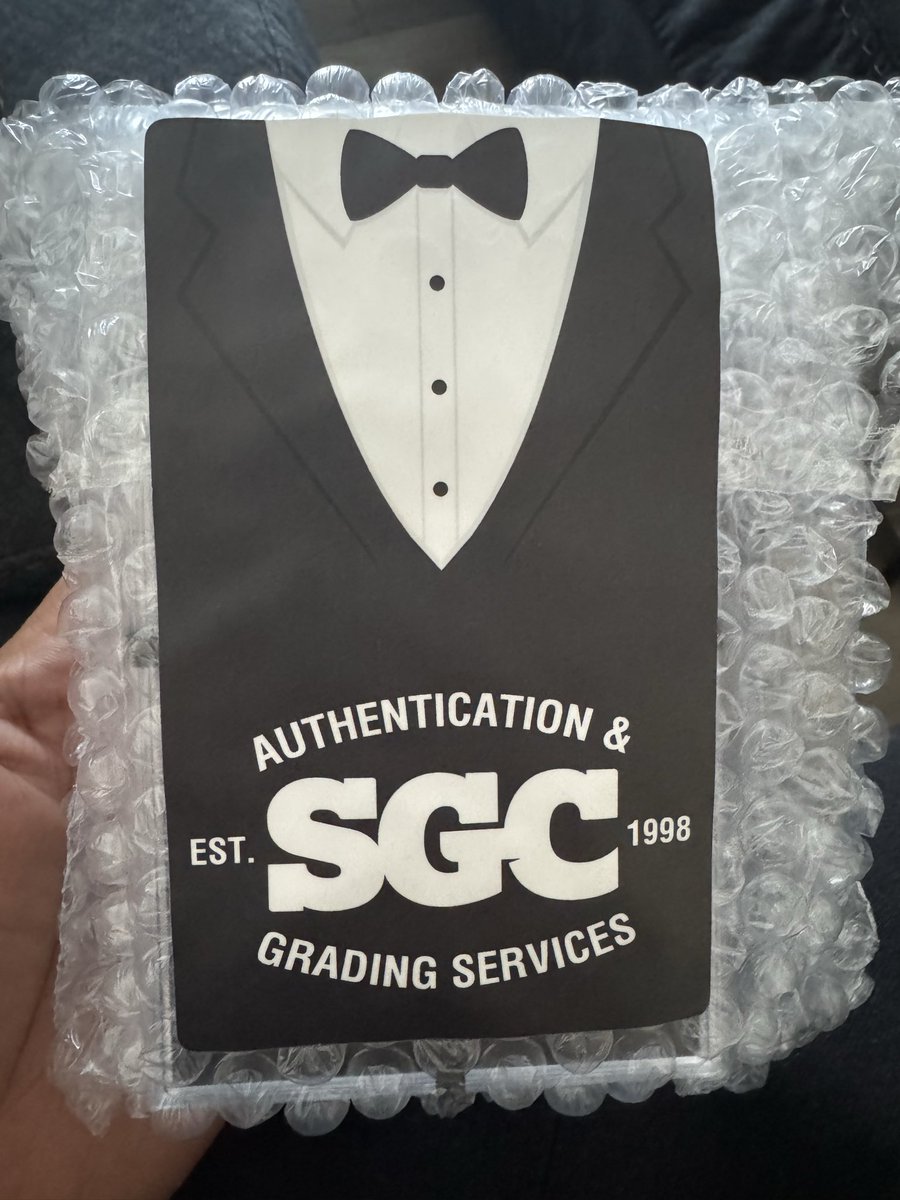 AUTHENTICATION &
EST. SGC 1998
GRADING SERVICES